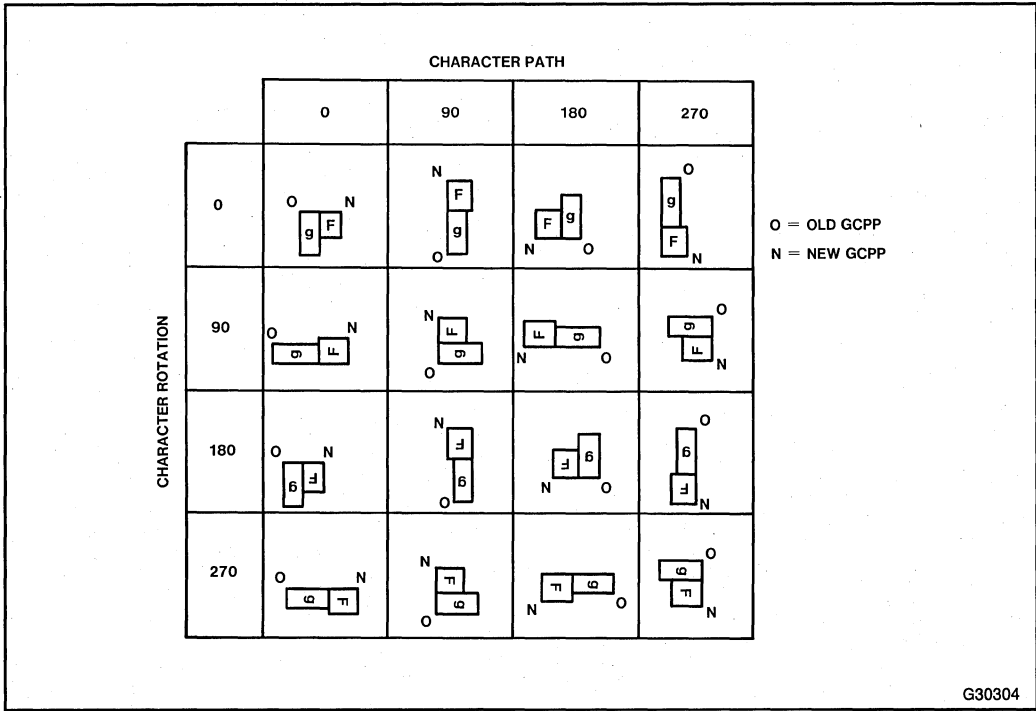 CHARACTER PATH
0 90 180 270
CHARACTER ROTATION
0
O N g F
N F g O
F g N O
O g F N
O = OLD GCPP
N = NEW GCPP
90
O N g F
N F g O
F g N O
O g F N
180
O N g F
N F g O
F g N O
O g F N
270
O N g F
N F g O
F g N O
O g F N
G30304